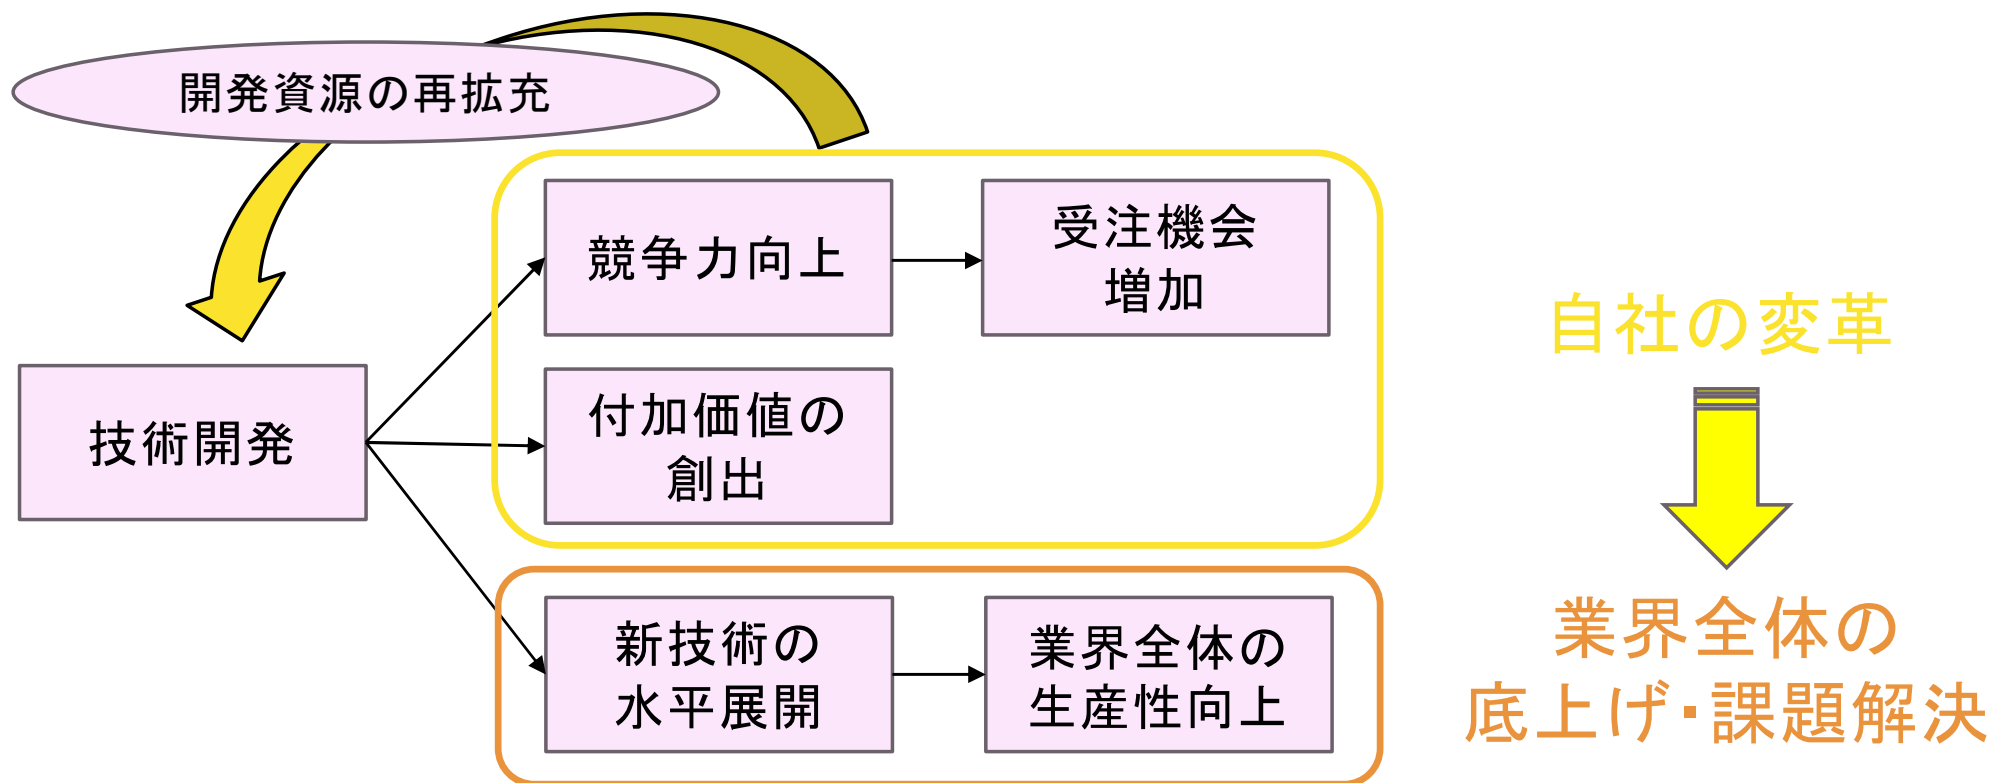 開発資源の再拡充
競争力向上
受注機会
増加
自社の変革
技術開発
付加価値の
創出
新技術の
水平展開
業界全体の
生産性向上
業界全体の
底上げ・課題解決